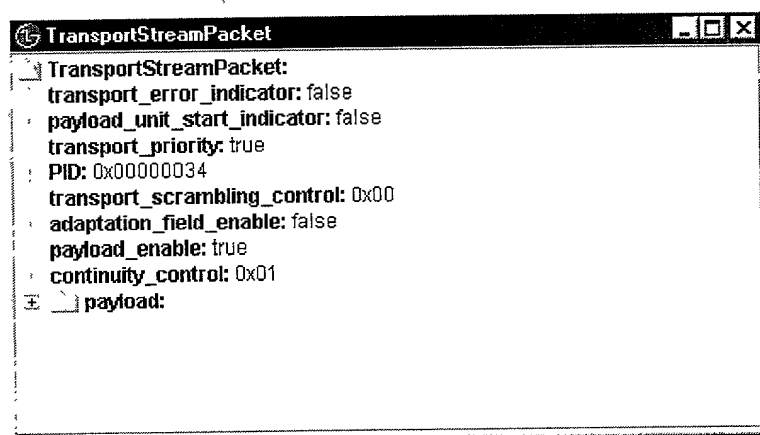 TransportStreamPacket
TransportStreamPacket:
transport_error_indicator: false
payload_unit_start_indicator: false
transport_priority: true
PID: 0x00000034
transport_scrambling_control: 0x00
adaptation_field_enable: false
payload_enable: true
continuity_control: 0x01
payload: